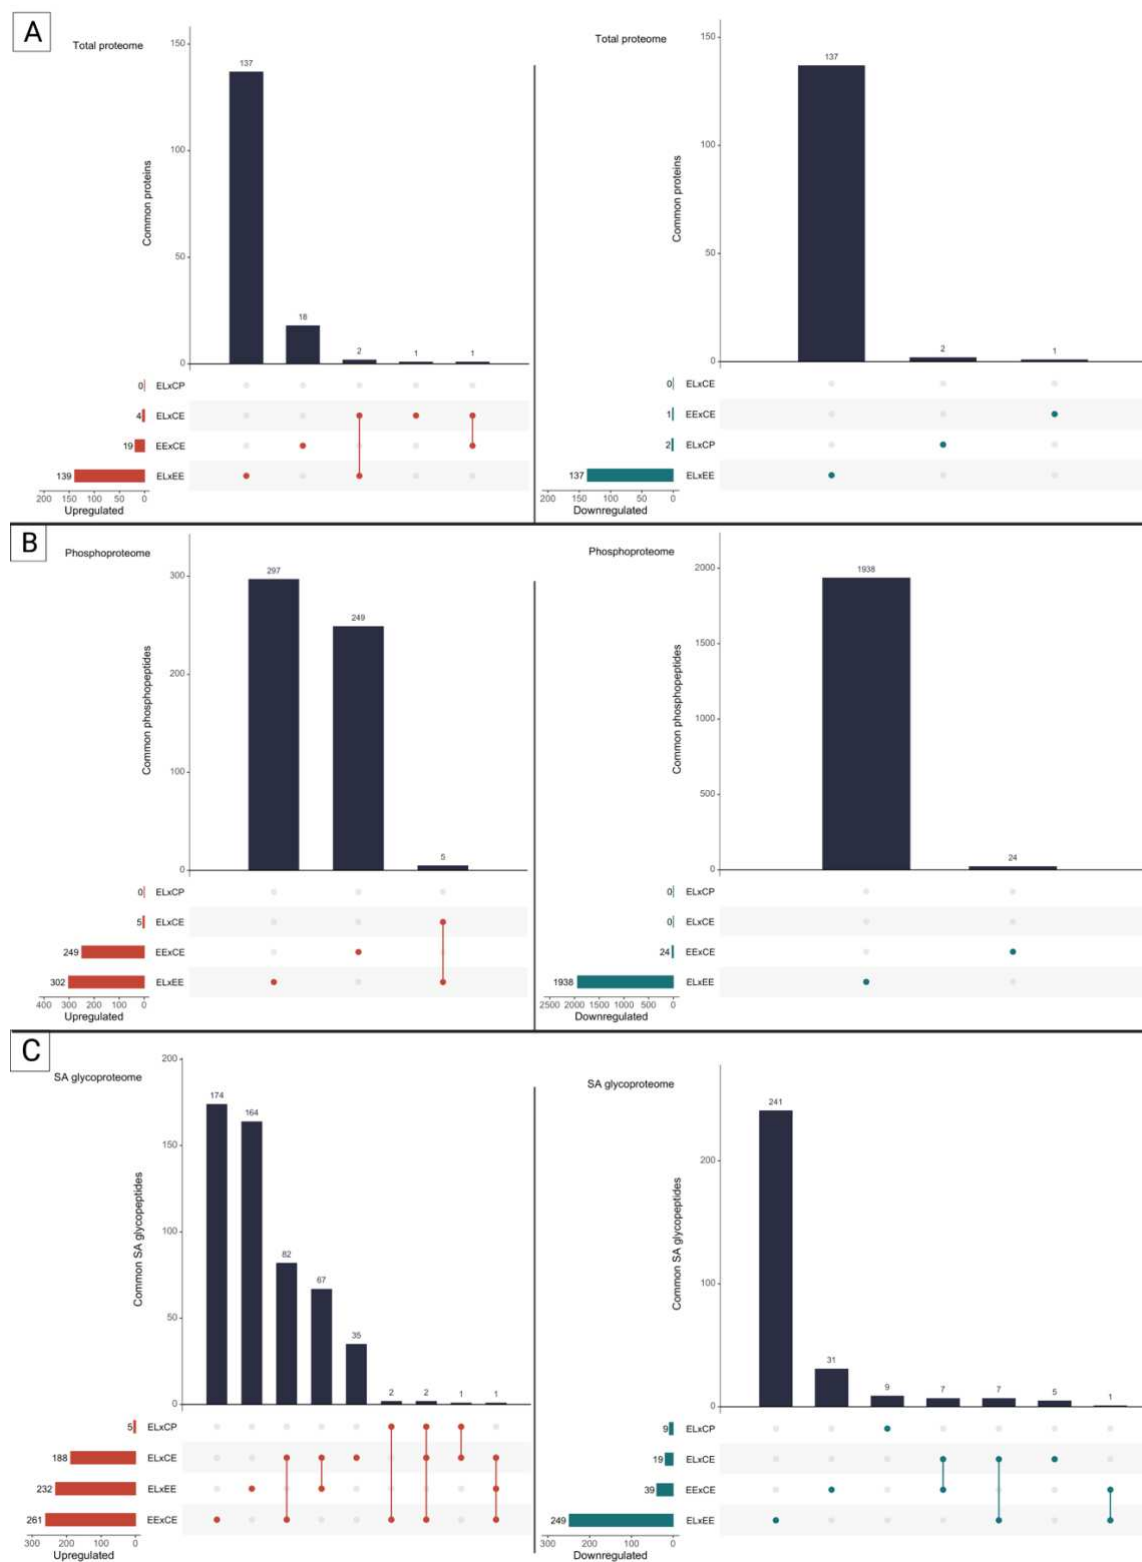 A
Total proteome
Common proteins
150
100
50
0
137
18
2
1
1
0 ELxCP
4 ELxCE
19 EExCE
139 ELxEE
200 150 100 50 0
Upregulated
Total proteome
Common proteins
150
100
50
0
137
2
1
0 ELxCE
1 EExCE
2 ELxCP
137 ELxEE
200 150 100 50 0
Downregulated
B
Phosphoproteome
Common phosphopeptides
300
200
100
0
297
249
5
0 ELxCP
5 ELxCE
249 EExCE
302 ELxEE
400 300 200 100 0
Upregulated
Phosphoproteome
Common phosphopeptides
2000
1500
1000
500
0
1938
24
0 ELxCP
0 ELxCE
24 EExCE
1938 ELxEE
2500 2000 1500 1000 500 0
Downregulated
C
SA glycoproteome
Common SA glycopeptides
200
150
100
50
0
174
164
82
67
35
2
2
1
1
5 ELxCP
188 ELxCE
232 ELxEE
261 EExCE
300 200 100 0
Upregulated
SA glycoproteome
Common SA glycopeptides
200
100
0
241
31
9
7
7
5
1
9 ELxCP
19 ELxCE
39 EExCE
249 ELxEE
300 200 100 0
Downregulated